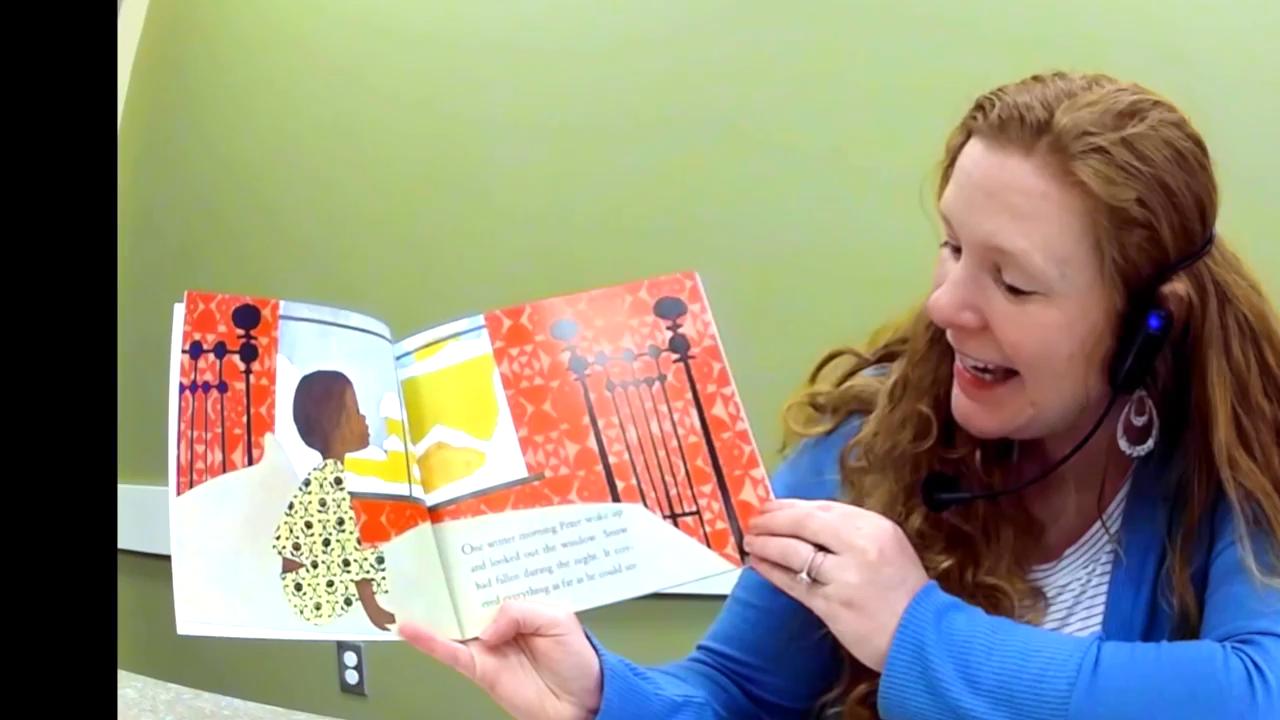 One winter morning Peter woke up
and looked out the window. Snow
had fallen during the night. It cov-
ered everything as far as he could see